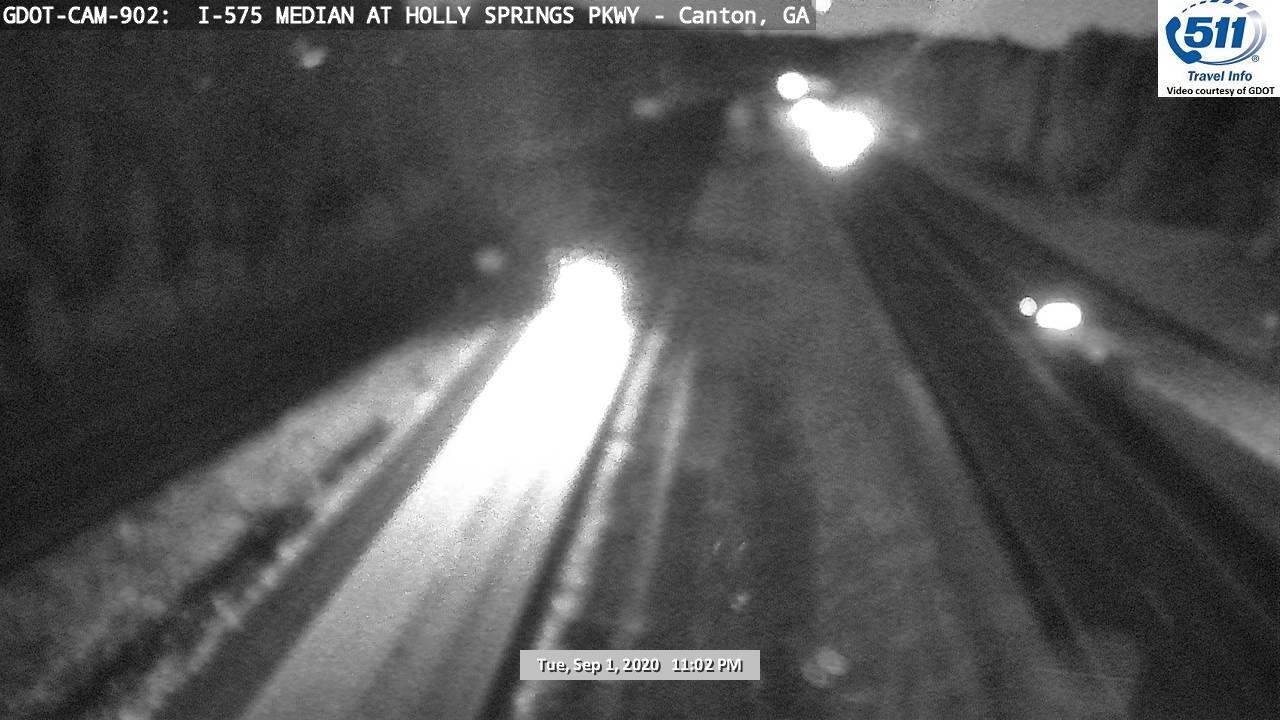 GDOT-CAM-902: I-575 MEDIAN AT HOLLY SPRINGS PKWY - Canton, GA
511
®
Travel Info
Video courtesy of GDOT
Tue, Sep 1, 2020 11:02 PM